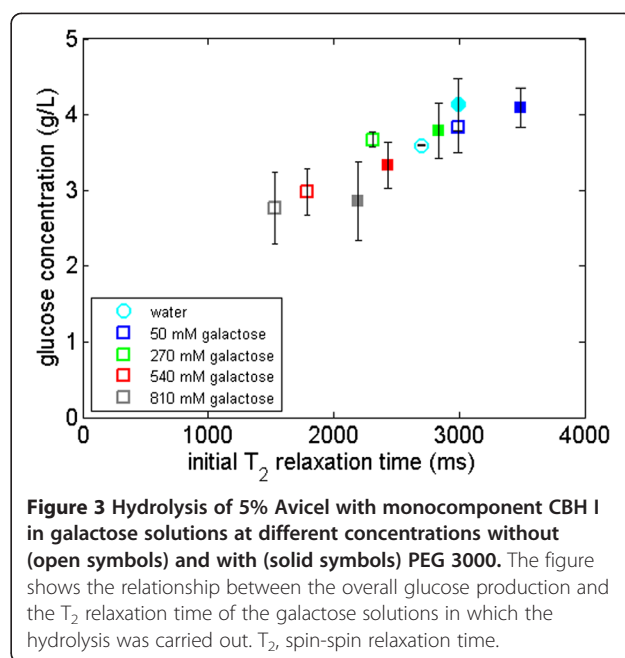 5
4
3
2
1
0
glucose concentration (g/L)
water
50 mM galactose
270 mM galactose
540 mM galactose
810 mM galactose
0 1000 2000 3000 4000
initial T2 relaxation time (ms)
Figure 3 Hydrolysis of 5% Avicel with monocomponent CBH I
in galactose solutions at different concentrations without
(open symbols) and with (solid symbols) PEG 3000. The figure
shows the relationship between the overall glucose production and
the T2 relaxation time of the galactose solutions in which the
hydrolysis was carried out. T2, spin-spin relaxation time.